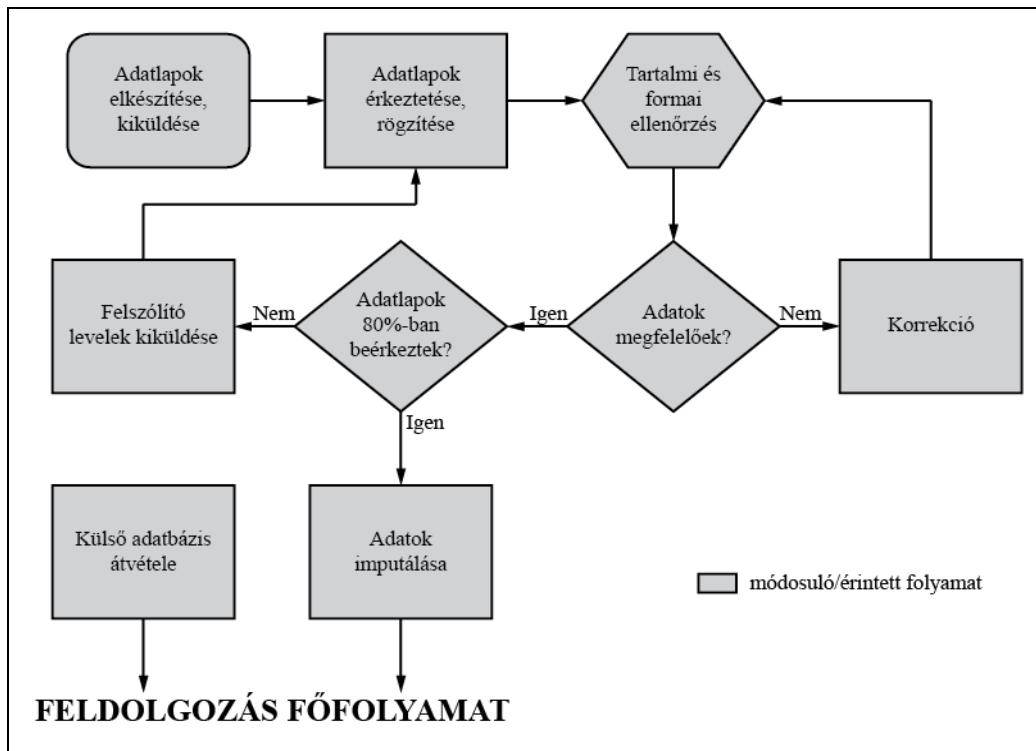 Adatlapok
elkészítése,
kiküldése
Adatlapok
érkeztetése,
rögzítése
Tartalmi és
formai
ellenőrzés
Felszólító
levelek kiküldése
Nem
Adatlapok
80%-ban
beérkeztek?
Igen
Adatok
megfelelőek?
Nem
Korrekció
Igen
Külső adatbázis
átvétele
Adatok
imputálása
módosuló/érintett folyamat
FELDOLGOZÁS FŐFOLYAMAT